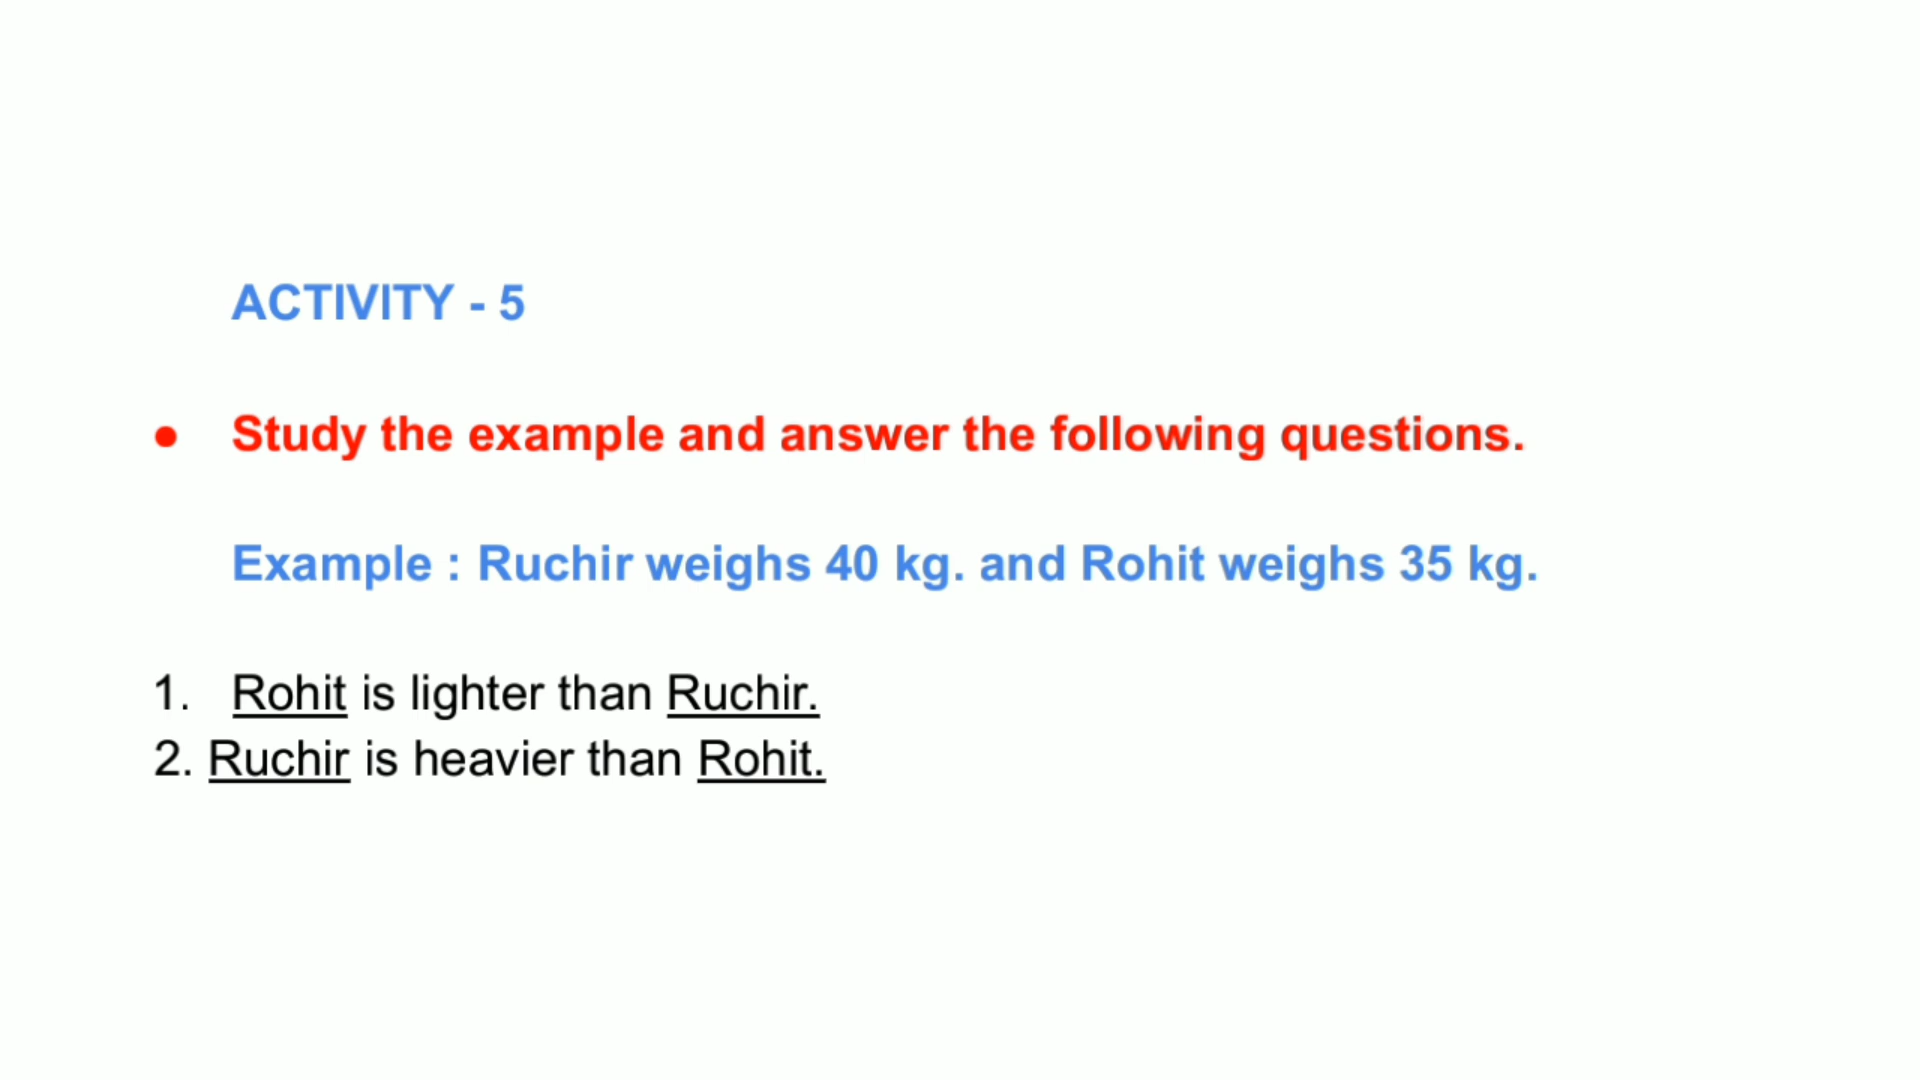 ACTIVITY - 5
● Study the example and answer the following questions.
Example : Ruchir weighs 40 kg. and Rohit weighs 35 kg.
1. Rohit is lighter than Ruchir.
2. Ruchir is heavier than Rohit.